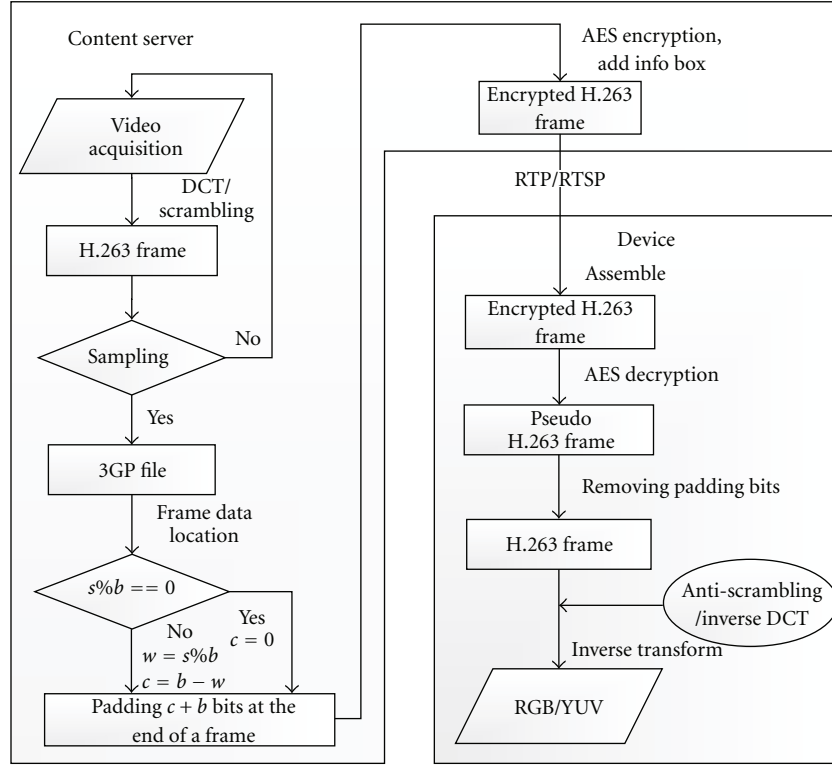 Content server
Video
acquisition
DCT/
scrambling
H.263 frame
Sampling
No
Yes
3GP file
Frame data
location
s%b == 0
Yes
c = 0
No
w = s%b
c = b − w
Padding c + b bits at the
end of a frame
AES encryption,
add info box
Encrypted H.263
frame
RTP/RTSP
Device
Assemble
Encrypted H.263
frame
AES decryption
Pseudo
H.263 frame
Removing padding bits
H.263 frame
Anti-scrambling
/inverse DCT
Inverse transform
RGB/YUV